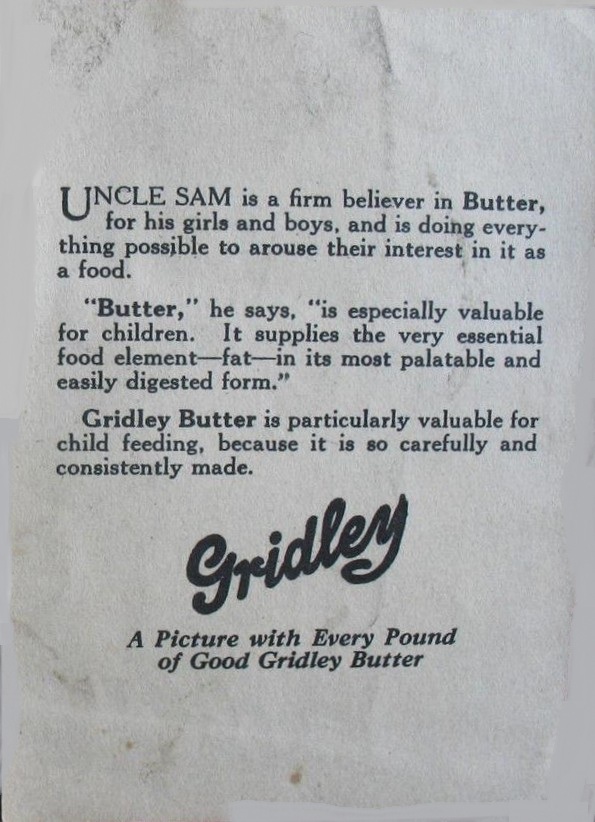 UNCLE SAM is a firm believer in Butter,
for his girls and boys, and is doing every-
thing possible to arouse their interest in it as
a food.
"Butter," he says, "is especially valuable
for children. It supplies the very essential
food element—fat—in its most palatable and
easily digested form."
Gridley Butter is particularly valuable for
child feeding, because it is so carefully and
consistently made.
Gridley
A Picture with Every Pound
of Good Gridley Butter